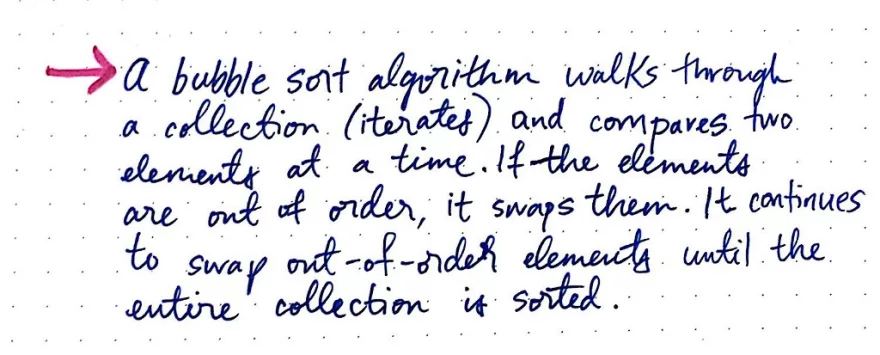 → a bubble sort algorithm walks through
a collection (iterates) and compares two
elements at a time. If the elements
are out of order, it swaps them. It continues
to swap out-of-order elements until the
entire collection is sorted.